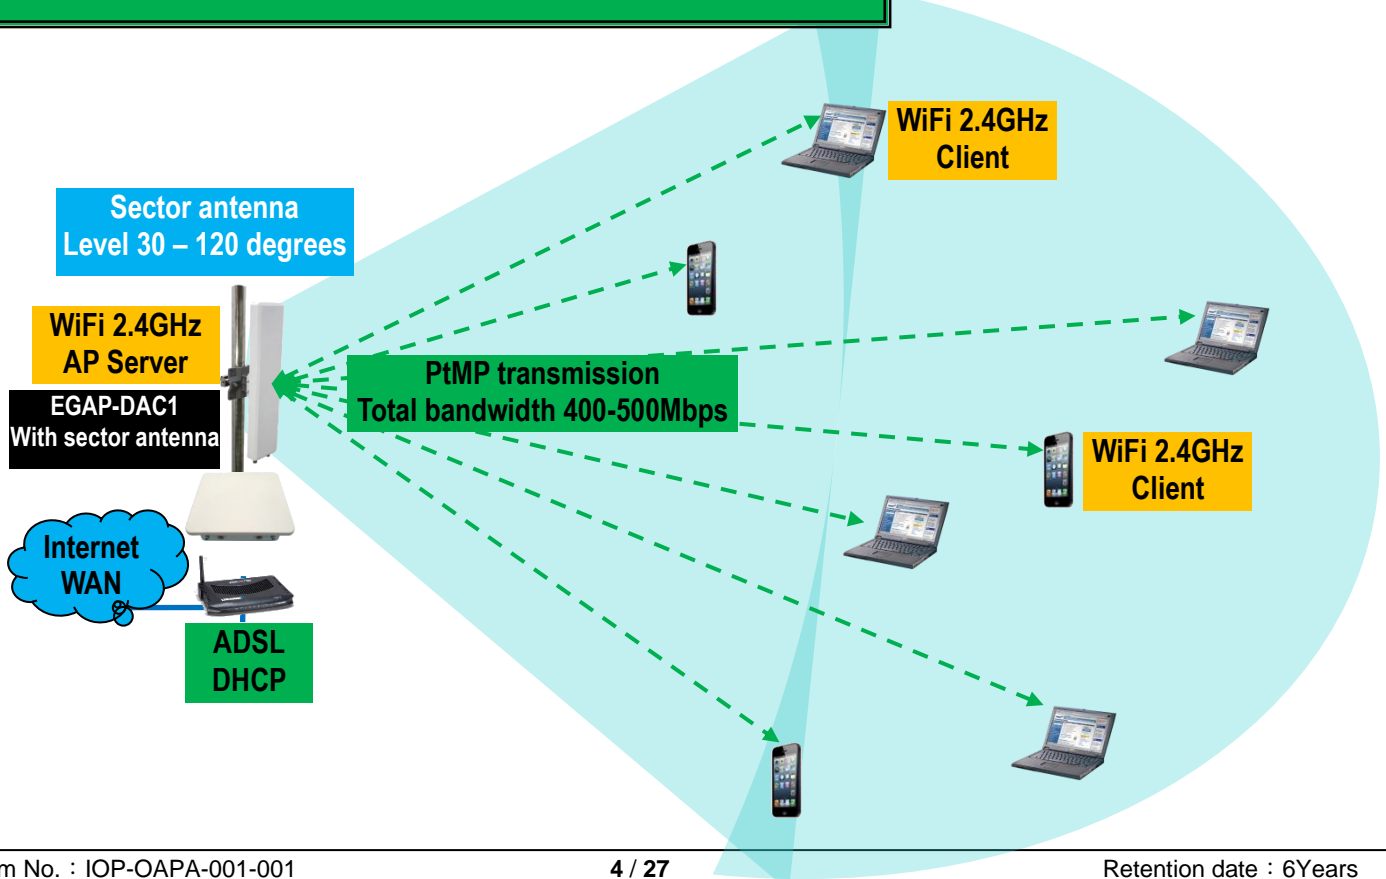 WiFi 2.4GHz
Client
Sector antenna
Level 30 – 120 degrees
WiFi 2.4GHz
AP Server
PtMP transmission
Total bandwidth 400-500Mbps
EGAP-DAC1
With sector antenna
WiFi 2.4GHz
Client
Internet
WAN
ADSL
DHCP
m No.：IOP-OAPA-001-001 4 / 27 Retention date：6Years